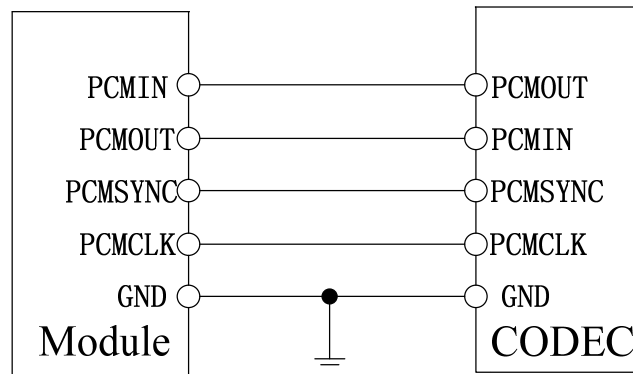 PCMIN PCMOUT
PCMOUT PCMIN
PCMSYNC PCMSYNC
PCMCLK PCMCLK
GND GND
Module CODEC